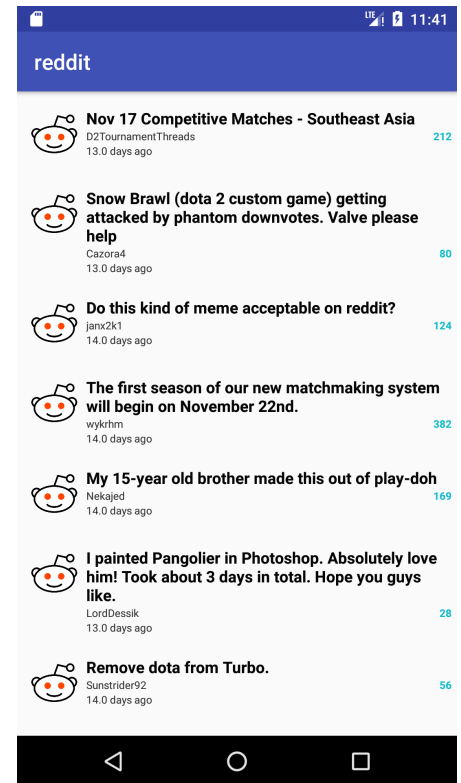 LTE 11:41
reddit
Nov 17 Competitive Matches - Southeast Asia
D2TournamentThreads
212
13.0 days ago
Snow Brawl (dota 2 custom game) getting
attacked by phantom downvotes. Valve please
help
Cazora4
80
13.0 days ago
Do this kind of meme acceptable on reddit?
janx2k1
124
14.0 days ago
The first season of our new matchmaking system
will begin on November 22nd.
wykrhm
382
14.0 days ago
My 15-year old brother made this out of play-doh
Nekajed
169
14.0 days ago
I painted Pangolier in Photoshop. Absolutely love
him! Took about 3 days in total. Hope you guys
like.
LordDessik
28
13.0 days ago
Remove dota from Turbo.
Sunstrider92
56
14.0 days ago